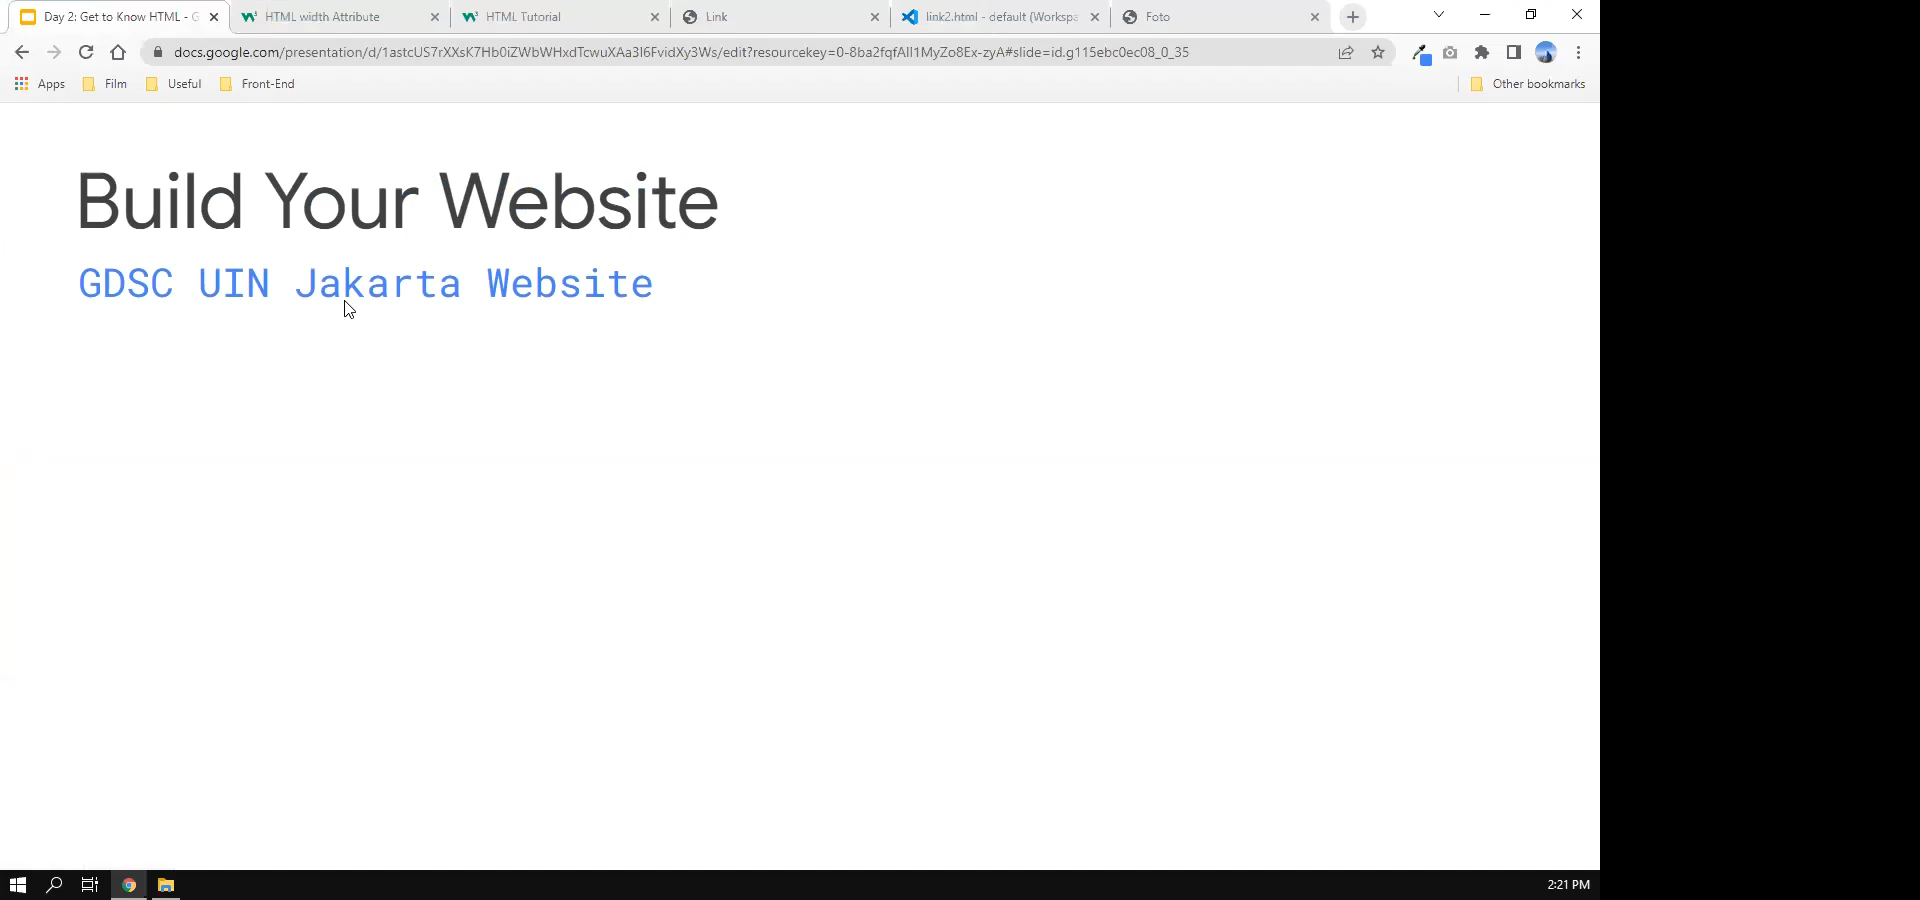 Day 2: Get to Know HTML - G
HTML width Attribute
HTML Tutorial
Link
link2.html - default (Workspa
Foto
docs.google.com/presentation/d/1astcUS7rXXsK7Hb0iZWbWHxdTcwuXAa3I6FvidXy3Ws/edit?resourcekey=0-8ba2fqfAll1MyZo8Ex-zyA#slide=id.g115ebc0ec08_0_35
Apps
Film
Useful
Front-End
Other bookmarks
Build Your Website
GDSC UIN Jakarta Website
2:21 PM